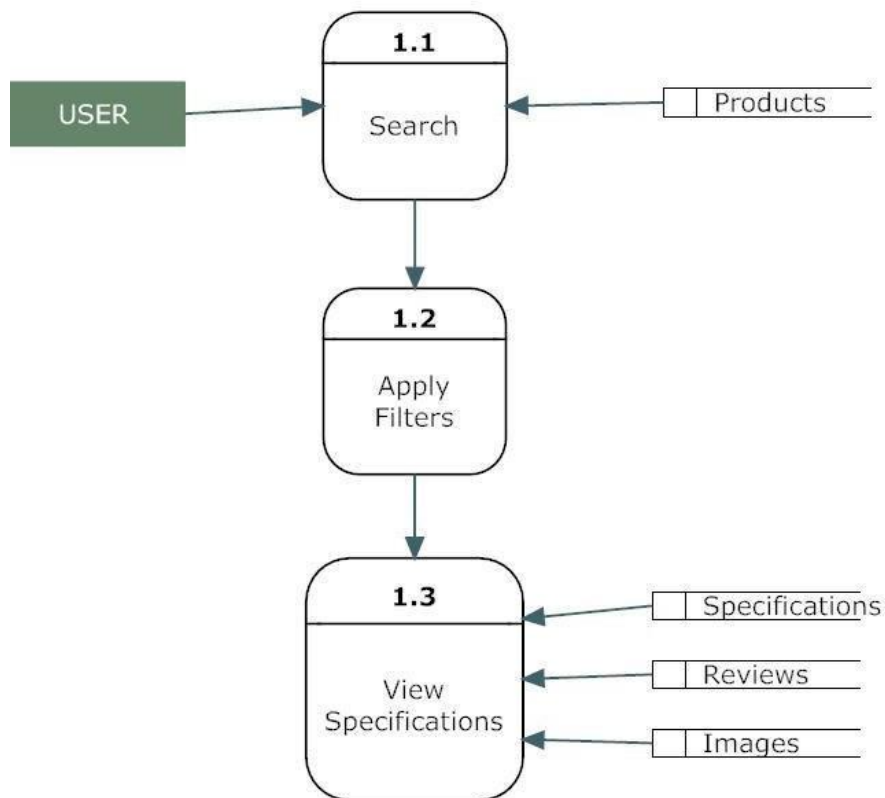 1.1
USER
Search
Products
1.2
Apply
Filters
1.3
Specifications
Reviews
View
Specifications
Images